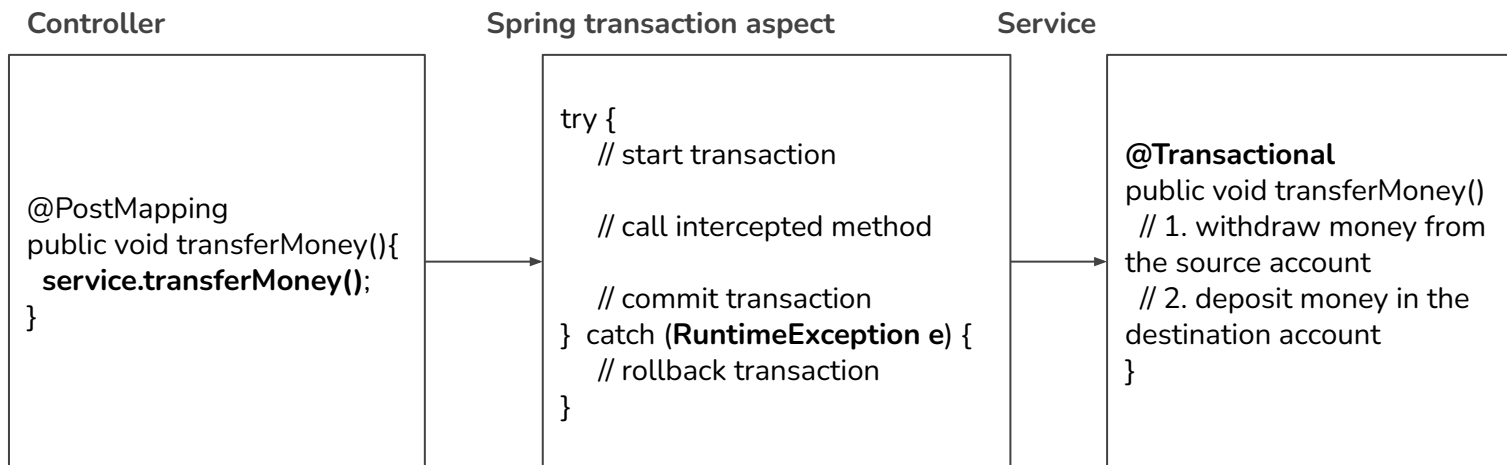 Controller
Spring transaction aspect
Service
@PostMapping
public void transferMoney(){
service.transferMoney();
}
try {
// start transaction
// call intercepted method
// commit transaction
} catch (RuntimeException e) {
// rollback transaction
}
@Transactional
public void transferMoney()
// 1. withdraw money from
the source account
// 2. deposit money in the
destination account
}